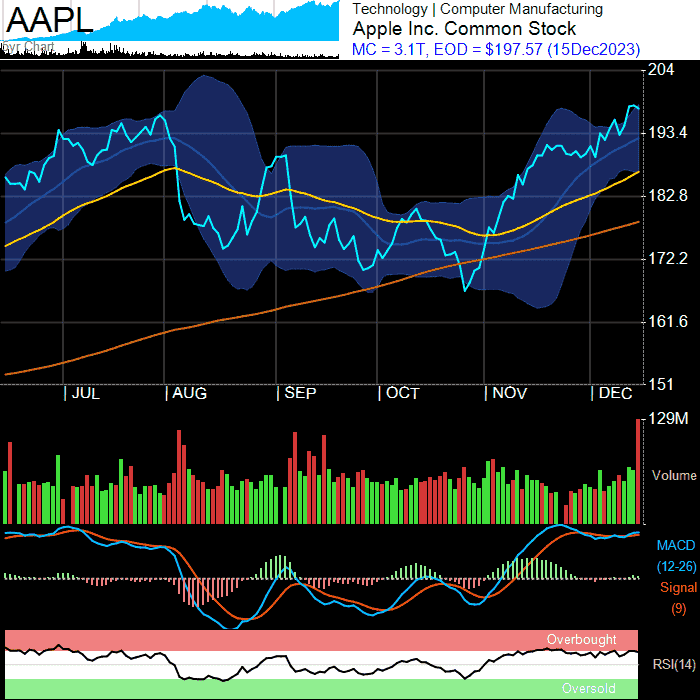 AAPL
Technology | Computer Manufacturing
Apple Inc. Common Stock
MC = 3.1T, EOD = $197.57 (15Dec2023)
Chart
204
193.4
182.8
172.2
161.6
151
| JUL | AUG | SEP | OCT | NOV | DEC
129M
Volume
MACD
(12-26)
Signal
(9)
Overbought
RSI(14)
Oversold